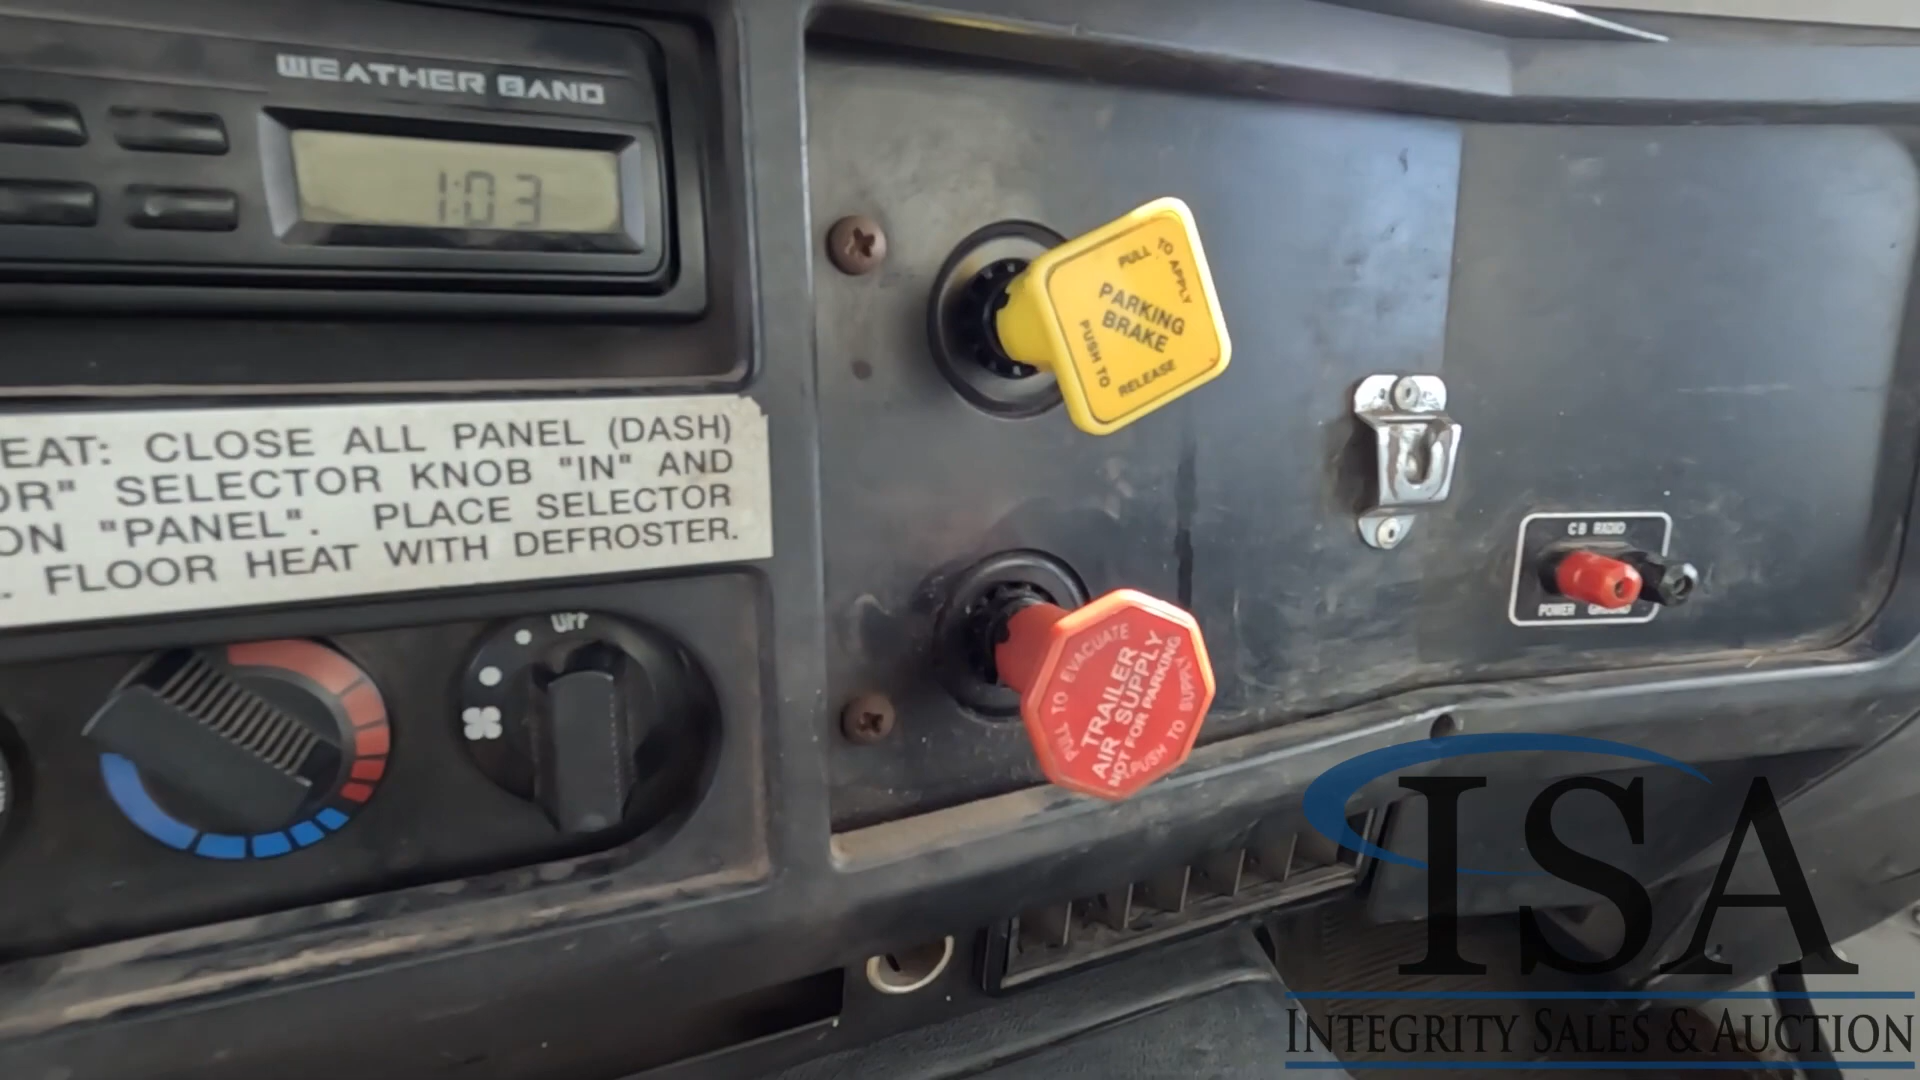 WEATHER BAND
1:03
EAT: CLOSE ALL PANEL (DASH)
OR" SELECTOR KNOB "IN" AND
ON "PANEL". PLACE SELECTOR
. FLOOR HEAT WITH DEFROSTER.
OFF
PULL TO APPLY
PARKING
BRAKE
PUSH TO
RELEASE
PULL TO EVACUATE
TRAILER
AIR SUPPLY
NOT FOR PARKING
PUSH TO SUPPLY
CB RADIO
POWER GROUND
ISA
INTEGRITY SALES & AUCTION